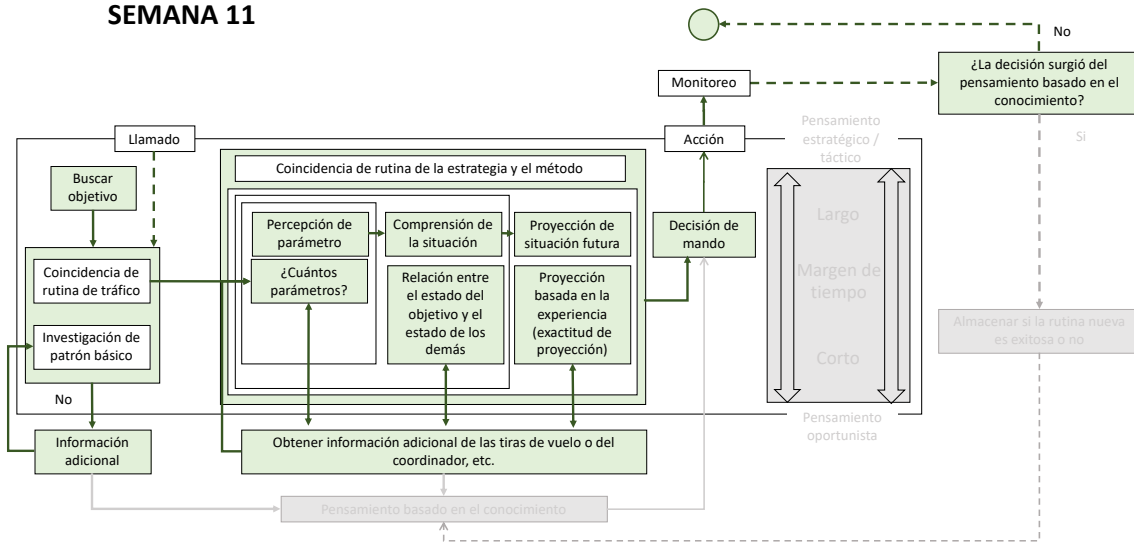 SEMANA 11
No
¿La decisión surgió del
pensamiento basado en el
conocimiento?
Monitoreo
Si
Pensamiento
estratégico /
táctico
Llamado
Acción
Buscar
objetivo
Coincidencia de rutina de la estrategia y el método
Percepción de
parámetro
Comprensión de
la situación
Proyección de
situación futura
Decisión de
mando
Largo
Coincidencia de
rutina de tráfico
¿Cuántos
parámetros?
Relación entre
el estado del
objetivo y el
estado de los
demás
Proyección
basada en la
experiencia
(exactitud de
proyección)
Margen de
tiempo
Investigación de
patrón básico
Almacenar si la rutina nueva
es exitosa o no
Corto
No
Pensamiento
oportunista
Información
adicional
Obtener información adicional de las tiras de vuelo o del
coordinador, etc.
Pensamiento basado en el conocimiento